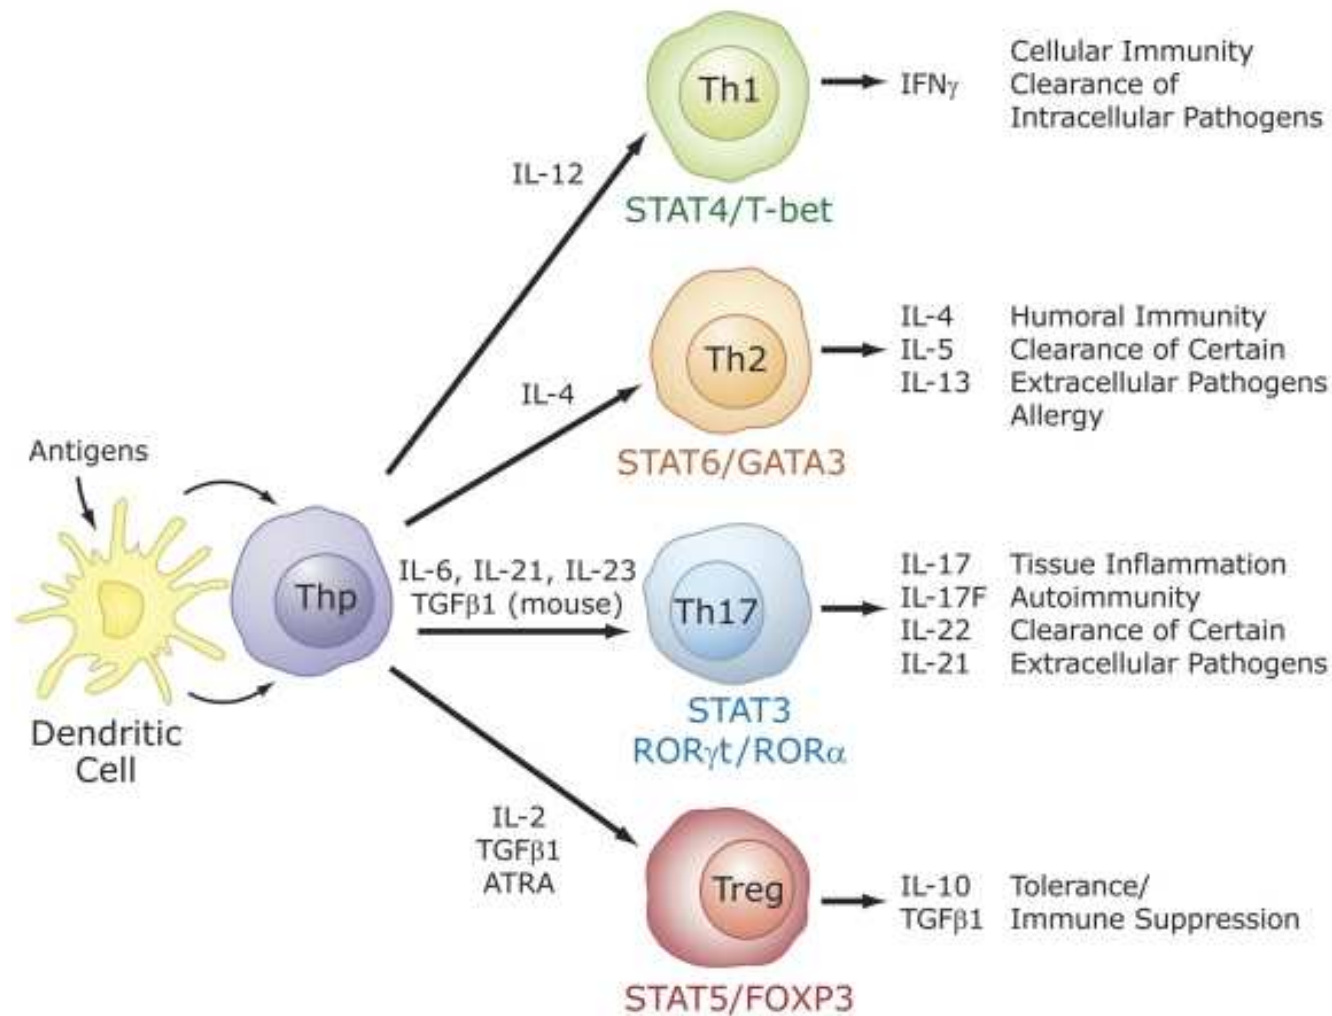 Antigens
Dendritic
Cell
Thp
IL-12
Th1
STAT4/T-bet
IFNγ
Cellular Immunity
Clearance of
Intracellular Pathogens
IL-4
Th2
STAT6/GATA3
IL-4
IL-5
IL-13
Humoral Immunity
Clearance of Certain
Extracellular Pathogens
Allergy
IL-6, IL-21, IL-23
TGFβ1 (mouse)
Th17
STAT3
RORγt/RORα
IL-17
IL-17F
IL-22
IL-21
Tissue Inflammation
Autoimmunity
Clearance of Certain
Extracellular Pathogens
IL-2
TGFβ1
ATRA
Treg
STAT5/FOXP3
IL-10
TGFβ1
Tolerance/
Immune Suppression